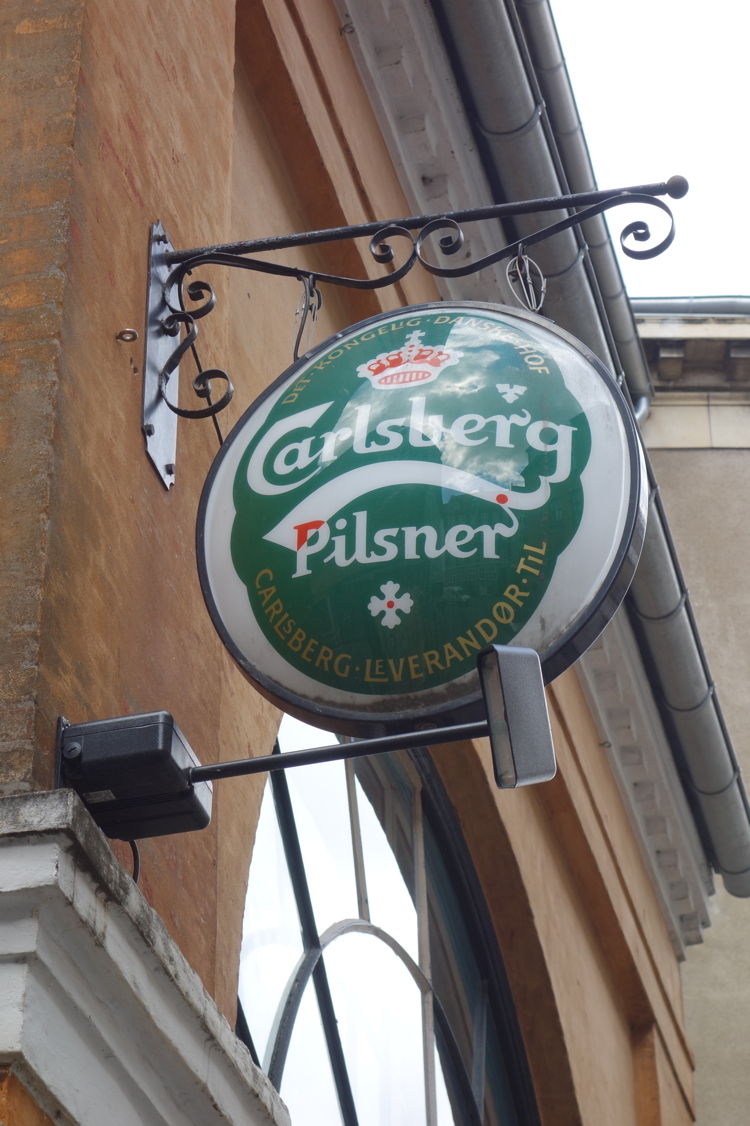 DET·KONGELIG·DANSKE·HOF
Carlsberg
Pilsner
CARLSBERG·LEVERANDØR·TIL